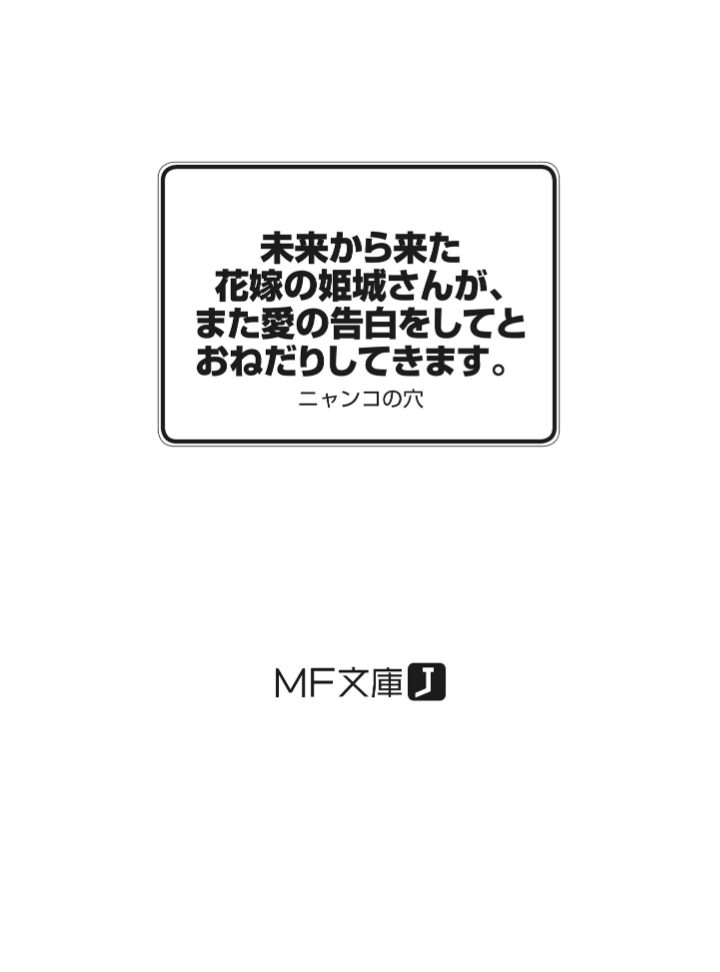 未来から来た
花嫁の姫城さんが、
また愛の告白をしてと
おねだりしてきます。
ニャンコの穴
MF文庫J